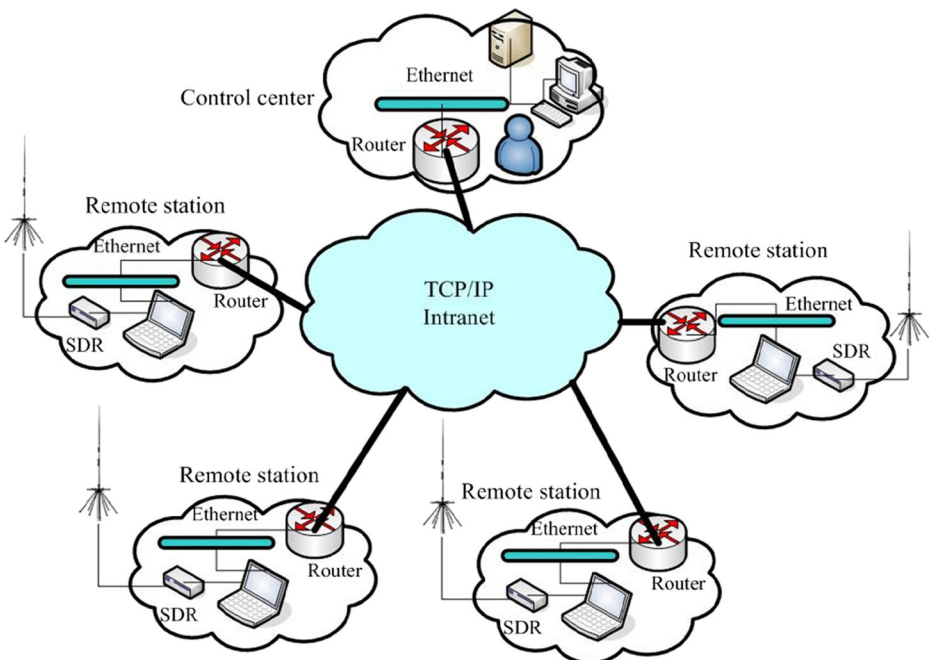 Ethernet
Control center
Router
Remote station
Ethernet
Router
SDR
TCP/IP
Intranet
Remote station
Ethernet
Router
SDR
Remote station
Ethernet
Router
SDR
Remote station
Ethernet
Router
SDR